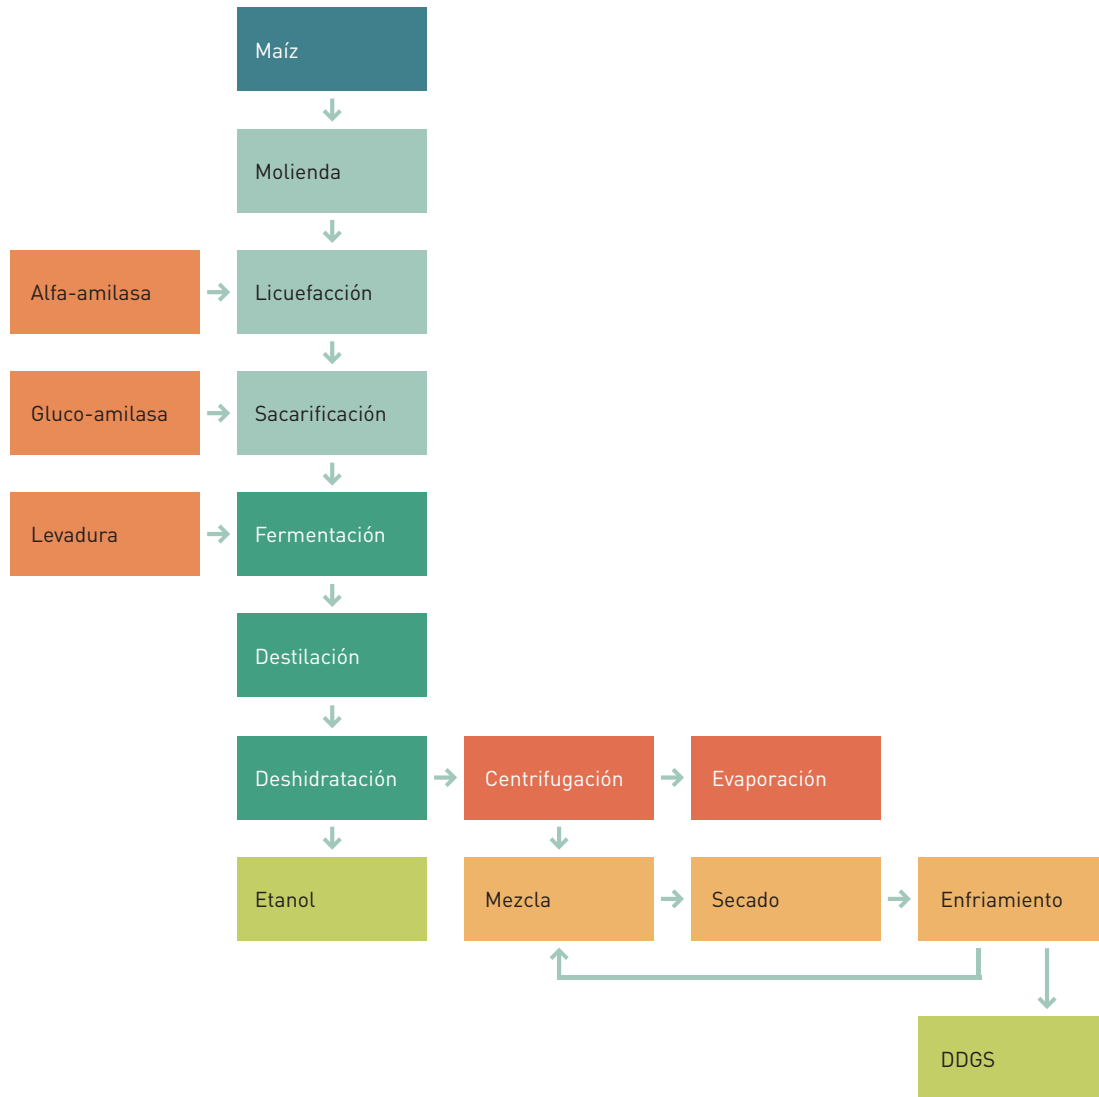 Maíz
Molienda
Alfa-amilasa
Licuefacción
Gluco-amilasa
Sacarificación
Levadura
Fermentación
Destilación
Deshidratación
Centrifugación
Evaporación
Etanol
Mezcla
Secado
Enfriamiento
DDGS